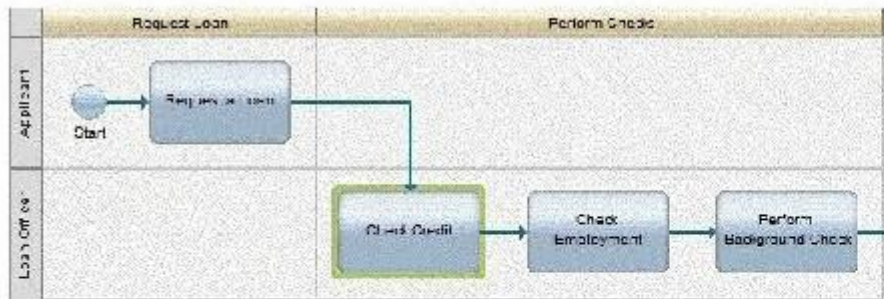 Request Loan
Perform Checks
Applicant
Request a Loan
Start
Loan Officer
Check Credit
Check
Employment
Perform
Background Check